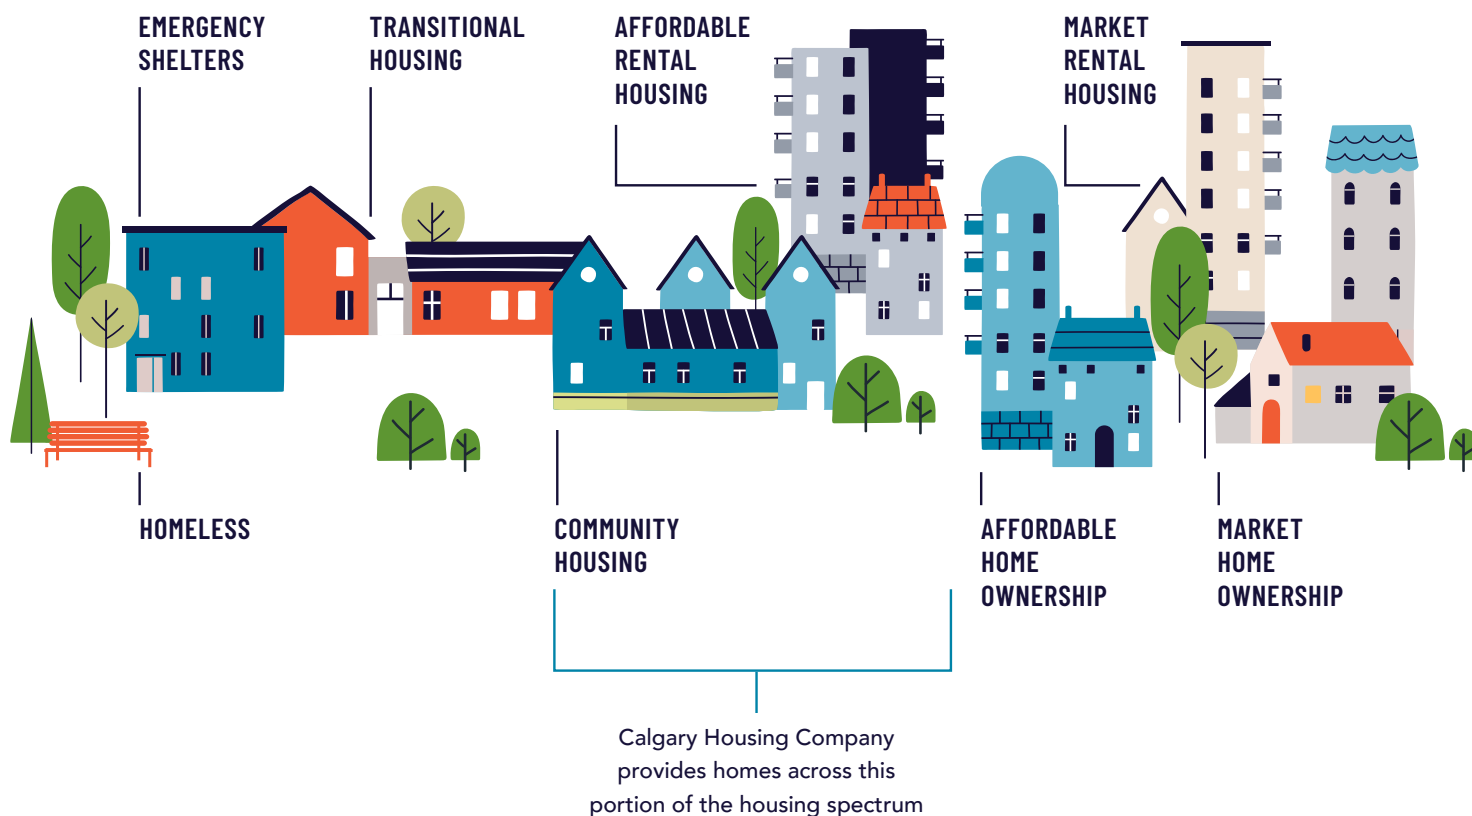 EMERGENCY
SHELTERS
TRANSITIONAL
HOUSING
AFFORDABLE
RENTAL
HOUSING
MARKET
RENTAL
HOUSING
HOMELESS
COMMUNITY
HOUSING
AFFORDABLE
HOME
OWNERSHIP
MARKET
HOME
OWNERSHIP
Calgary Housing Company
provides homes across this
portion of the housing spectrum